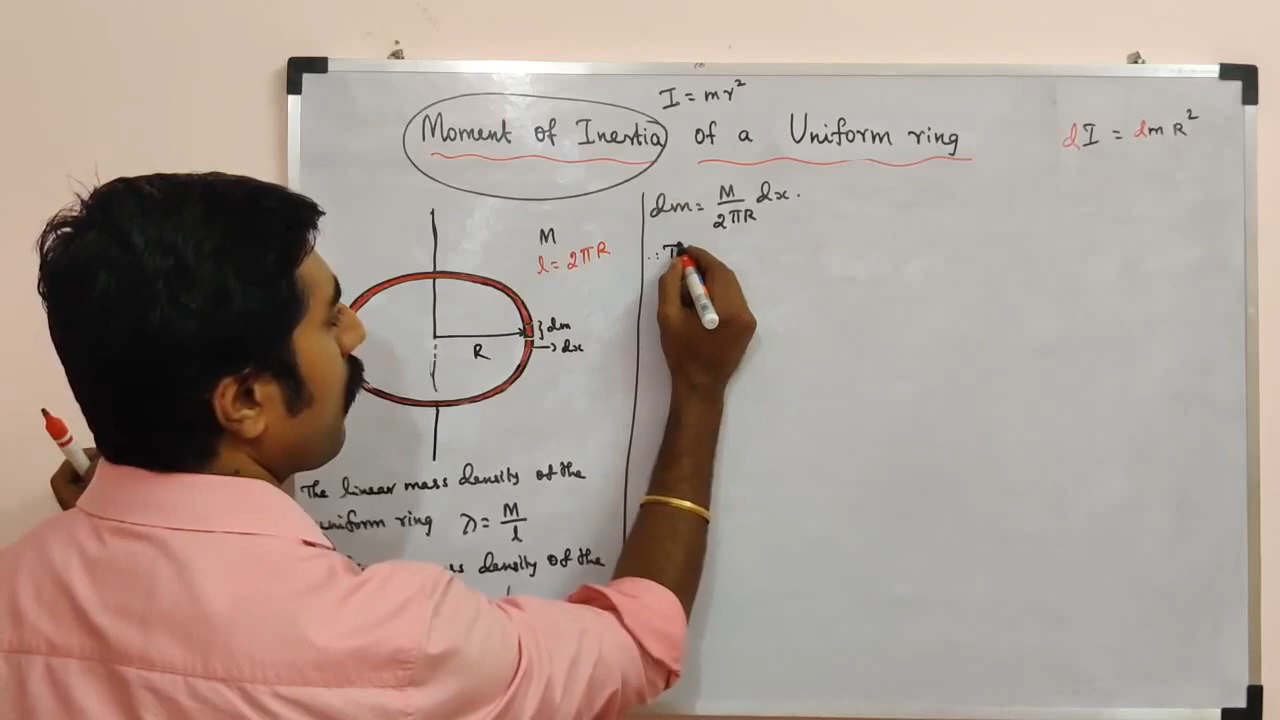 I = mr²
Moment of Inertia of a Uniform ring
dI = dm R²
M
l = 2πR
dm
dx
R
The linear mass density of the
uniform ring λ = M/l
density of the
dm = M/2πR dx.
∴ T